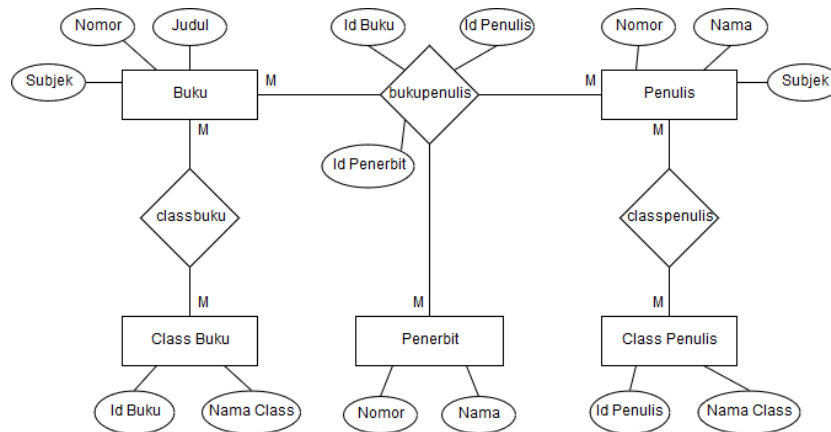 Nomor
Judul
Id Buku
Id Penulis
Nomor
Nama
Subjek
Buku
M
bukupenulis
M
Penulis
Subjek
M
M
Id Penerbit
classbuku
classpenulis
M
M
M
Class Buku
Penerbit
Class Penulis
Id Buku
Nama Class
Nomor
Nama
Id Penulis
Nama Class